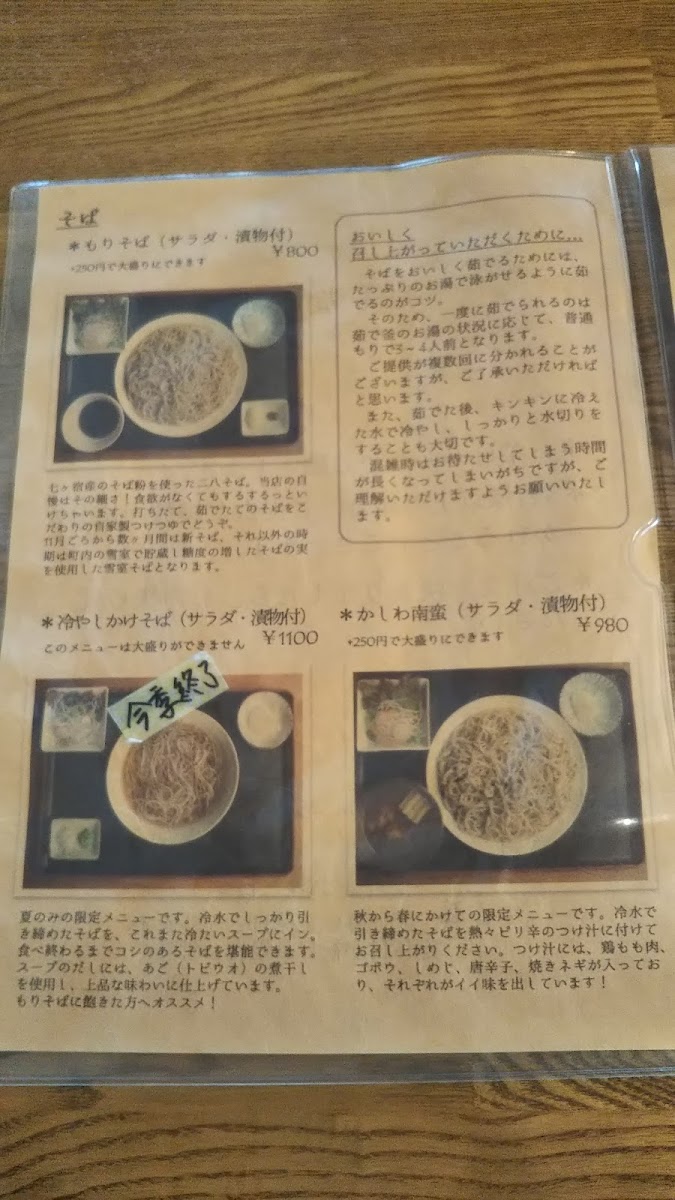 そば
＊もりそば（サラダ・漬物付）
￥800
+250円で大盛りにできます
七ヶ宿産のそば粉を使った二八そば。当店の自
慢はその細さ！食欲がなくてもするするっとい
けちゃいます。打ちたて、茹でたてのそばをこ
だわりの自家製つけつゆでどうぞ。
11月ごろから数ヶ月間は新そば、それ以外の時
期は町内の雪室で貯蔵し糖度の増したそばの実
を使用した雪室そばとなります。
おいしく
召し上がっていただくために…
そばをおいしく茹でるためには、
たっぷりのお湯で泳がせるように茹
でるのがコツ。
そのため、一度に茹でられるのは
茹で釜のお湯の状況に応じて、普通
もりで3～4人前となります。
ご提供が複数回に分かれることが
ございますが、ご了承いただければ
と思います。
また、茹でた後、キンキンに冷え
た水で冷やし、しっかりと水切りを
することも大切です。
混雑時はお待たせしてしまう時間
が長くなってしまいがちですが、ご
理解いただけますようお願いいたし
ます。
＊冷やしかけそば（サラダ・漬物付）
￥1100
このメニューは大盛りができません
今季終了
夏のみの限定メニューです。冷水でしっかり引
き締めたそばを、これまた冷たいスープにイン。
食べ終わるまでコシのあるそばを堪能できます。
スープのだしには、あご（トビウオ）の煮干し
を使用し、上品な味わいに仕上げています。
もりそばに飽きた方へオススメ！
＊かしわ南蛮（サラダ・漬物付）
￥980
+250円で大盛りにできます
秋から春にかけての限定メニューです。冷水で
引き締めたそばを熱々ピリ辛のつけ汁に付けて
お召し上がりください。つけ汁には、鶏もも肉、
ゴボウ、しめじ、唐辛子、焼きネギが入ってお
り、それぞれがイイ味を出しています！